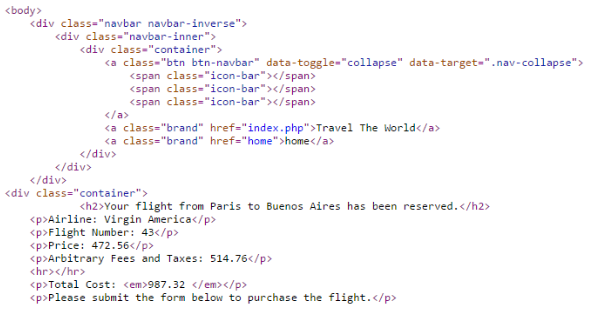 <body>
<div class="navbar navbar-inverse">
<div class="navbar-inner">
<div class="container">
<a class="btn btn-navbar" data-toggle="collapse" data-target=".nav-collapse">
<span class="icon-bar"></span>
<span class="icon-bar"></span>
<span class="icon-bar"></span>
</a>
<a class="brand" href="index.php">Travel The World</a>
<a class="brand" href="home">home</a>
</div>
</div>
</div>
<div class="container">
<h2>Your flight from Paris to Buenos Aires has been reserved.</h2>
<p>Airline: Virgin America</p>
<p>Flight Number: 43</p>
<p>Price: 472.56</p>
<p>Arbitrary Fees and Taxes: 514.76</p>
<hr></hr>
<p>Total Cost: <em>987.32 </em></p>
<p>Please submit the form below to purchase the flight.</p>